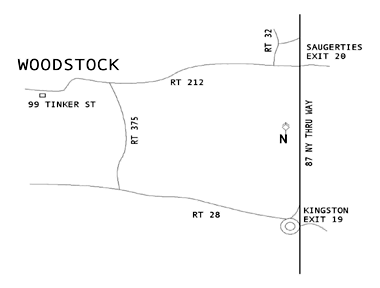 RT 32
SAUGERTIES
EXIT 20
WOODSTOCK
RT 212
99 TINKER ST
RT 375
87 NY THRU WAY
N
KINGSTON
EXIT 19
RT 28